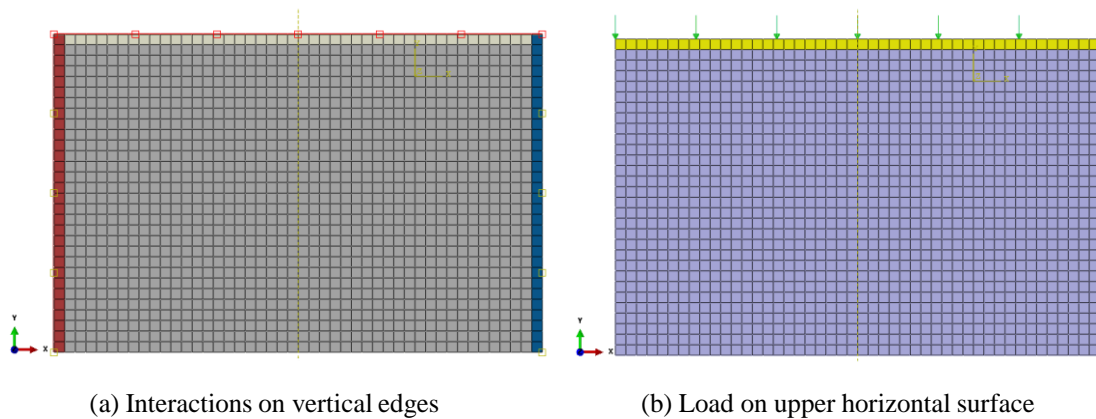 Y
X
Y
X
(a) Interactions on vertical edges
(b) Load on upper horizontal surface